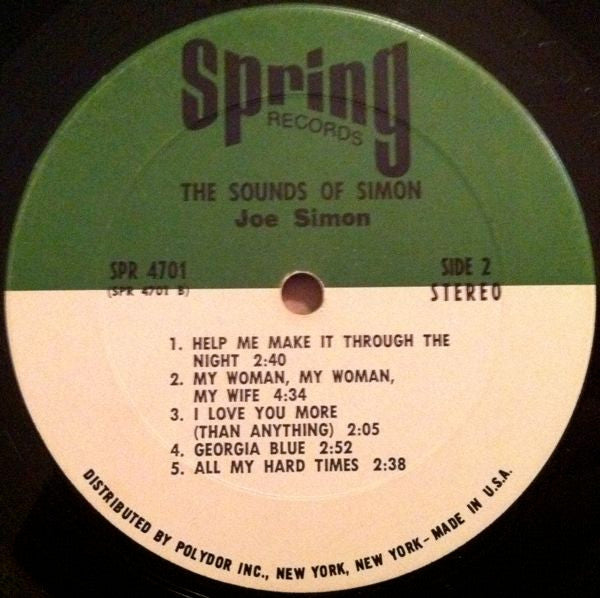 Spring
RECORDS
THE SOUNDS OF SIMON
Joe Simon
SPR 4701
(SPR 4701 B)
SIDE 2
STEREO
1. HELP ME MAKE IT THROUGH THE
NIGHT 2:40
2. MY WOMAN, MY WOMAN,
MY WIFE 4:34
3. I LOVE YOU MORE
(THAN ANYTHING) 2:05
4. GEORGIA BLUE 2:52
5. ALL MY HARD TIMES 2:38
DISTRIBUTED BY POLYDOR INC., NEW YORK, NEW YORK - MADE IN U.S.A.